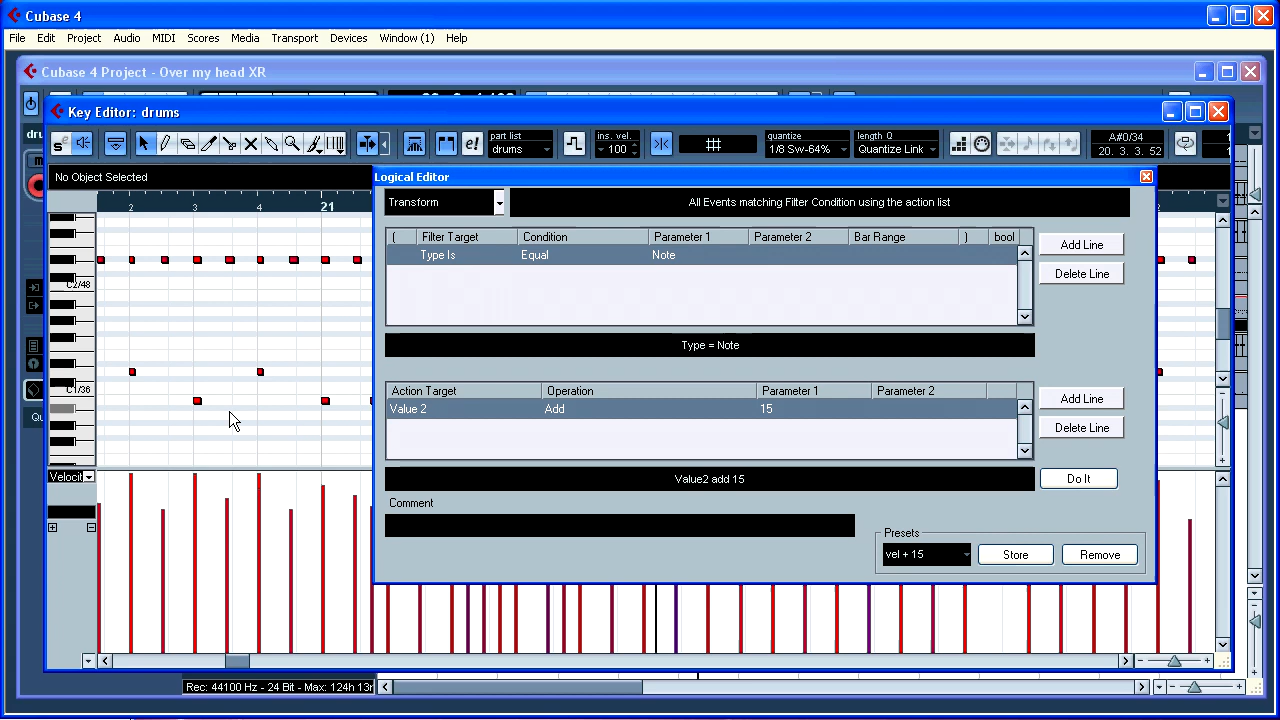 Cubase 4
File Edit Project Audio MIDI Scores Media Transport Devices Window (1) Help
Cubase 4 Project - Over my head XR
Key Editor: drums
part list
drums
ins. vel.
100
quantize
1/8 Sw-64%
length Q
Quantize Link
A#0/34
20. 3. 3. 52
No Object Selected
Logical Editor
2 3 4 21 2
Transform
All Events matching Filter Condition using the action list
( Filter Target Condition Parameter 1 Parameter 2 Bar Range ) bool
Type Is Equal Note
Add Line
Delete Line
C2/48
Type = Note
C1/36
Action Target Operation Parameter 1 Parameter 2
Value 2 Add 15
Add Line
Delete Line
Value2 add 15
Do It
Velocit
Comment
Presets
vel + 15
Store
Remove
Rec: 44100 Hz - 24 Bit - Max: 124h 13r